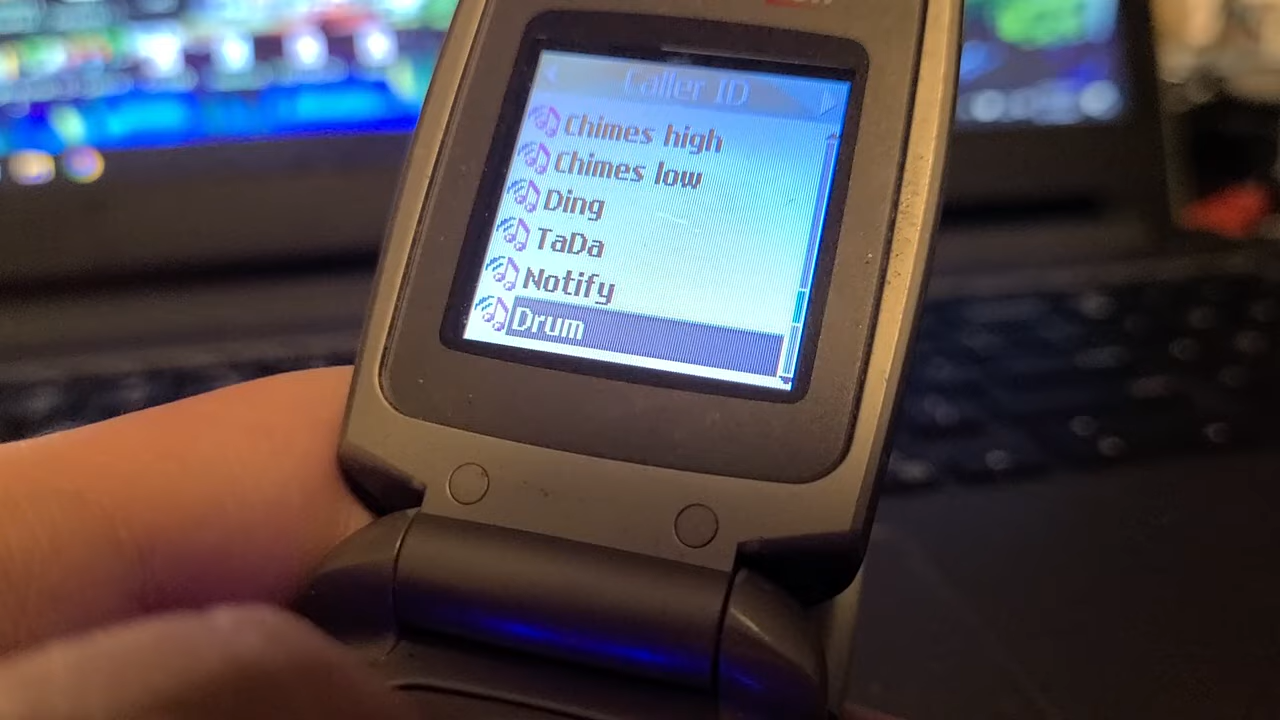 Caller ID
Chimes high
Chimes low
Ding
TaDa
Notify
Drum